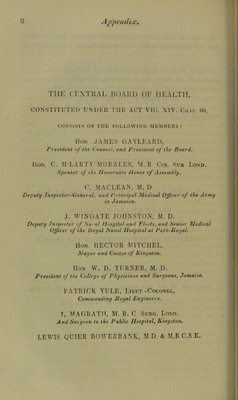 ii Appendix.
THE CENTRAL BOARD OF HEALTH,
CONSTITUTED UNDER THE ACT VIC. XIV. CHAP. 60,
CONSISTS OF THE FOLLOWING MEMBERS:
HON JAMES GAYLEARD,
President of the Council, and President of the Board.
HON. C. M'LARTY MORALES, M. R COL. SUR LOND.
Speaker of the Honorable House of Assembly.
C. MACLEAN, M. D
Deputy Inspector-General, and Principal Medical Officer of the Army
in Jamaica.
J. WINGATE JOHNSTON, M. D.
Deputy Inspector of Naval Hospital and Fleets, and Senior Medical
Officer of the Royal Naval Hospital at Port-Royal.
HON. HECTOR MITCHEL,
Mayor and Custos of Kingston.
HON. W. D. TURNER, M. D.
President of the College of Physicians and Surgeons, Jamaica.
PATRICK YULE, LIEUT-COLONEL,
Commanding Royal Engineers.
J. MAGRATH, M. R. C SURG. LOND.
And Surgeon to the Public Hospital, Kingston.
LEWIS QUIER BOWERBANK, M D & M.R C.S E.